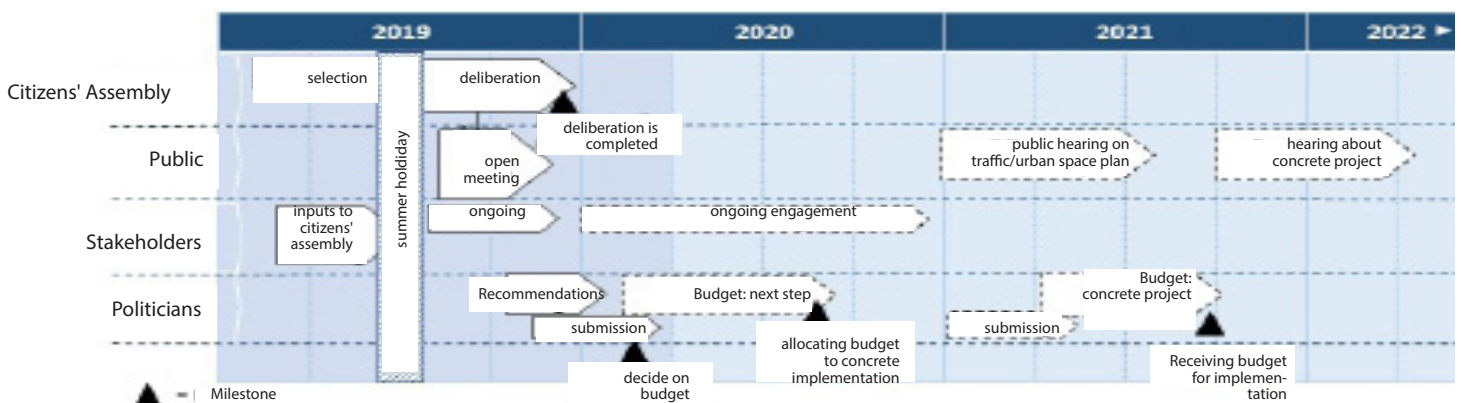 2019 2020 2021 2022
Citizens' Assembly
selection
deliberation
deliberation is
completed
summer holdiday
Public
open
meeting
public hearing on
traffic/urban space plan
hearing about
concrete project
Stakeholders
inputs to
citizens'
assembly
ongoing
ongoing engagement
Politicians
Recommendations
submission
decide on
budget
Budget: next step
allocating budget
to concrete
implementation
submission
Budget:
concrete project
Receiving budget
for implemen-
tation
Milestone